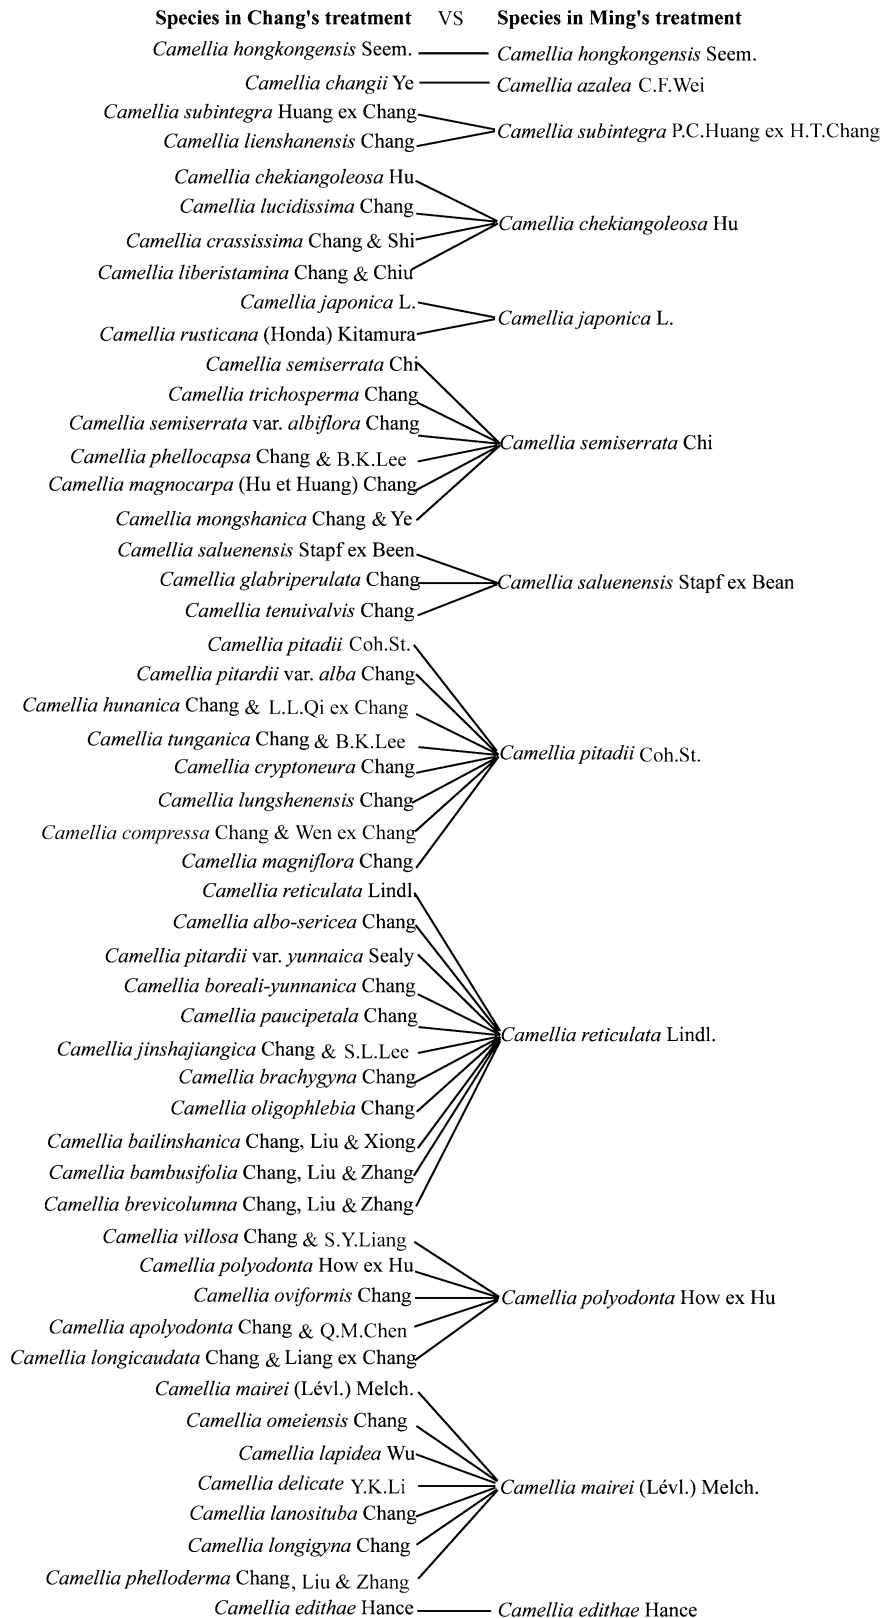 Species in Chang's treatment VS Species in Ming's treatment
Camellia hongkongensis Seem. Camellia hongkongensis Seem.
Camellia changii Ye Camellia azalea C.F.Wei
Camellia subintegra Huang ex Chang
Camellia subintegra P.C.Huang ex H.T.Chang
Camellia lienshanensis Chang
Camellia chekiangoleosa Hu
Camellia lucidissima Chang
Camellia chekiangoleosa Hu
Camellia crassissima Chang & Shi
Camellia liberistamina Chang & Chiu
Camellia japonica L.
Camellia japonica L.
Camellia rusticana (Honda) Kitamura
Camellia semiserrata Chi
Camellia trichosperma Chang
Camellia semiserrata var. albiflora Chang
Camellia semiserrata Chi
Camellia phellocapsa Chang & B.K.Lee
Camellia magnocarpa (Hu et Huang) Chang
Camellia mongshanica Chang & Ye
Camellia saluenensis Stapf ex Been
Camellia glabriperulata Chang Camellia saluenensis Stapf ex Bean
Camellia tenuivalvis Chang
Camellia pitadii Coh.St.
Camellia pitardii var. alba Chang
Camellia hunanica Chang & L.L.Qi ex Chang
Camellia tunganica Chang & B.K.Lee
Camellia pitadii Coh.St.
Camellia cryptoneura Chang
Camellia lungshenensis Chang
Camellia compressa Chang & Wen ex Chang
Camellia magniflora Chang
Camellia reticulata Lindl.
Camellia albo-sericea Chang
Camellia pitardii var. yunnaica Sealy
Camellia boreali-yunnanica Chang
Camellia paucipetala Chang
Camellia reticulata Lindl.
Camellia jinshajiangica Chang & S.L.Lee
Camellia brachygyna Chang
Camellia oligophlebia Chang
Camellia bailinshanica Chang, Liu & Xiong
Camellia bambusifolia Chang, Liu & Zhang
Camellia brevicolumna Chang, Liu & Zhang
Camellia villosa Chang & S.Y.Liang
Camellia polyodonta How ex Hu
Camellia oviformis Chang Camellia polyodonta How ex Hu
Camellia apolyodonta Chang & Q.M.Chen
Camellia longicaudata Chang & Liang ex Chang
Camellia mairei (Lévl.) Melch.
Camellia omeiensis Chang
Camellia lapidea Wu
Camellia delicate Y.K.Li Camellia mairei (Lévl.) Melch.
Camellia lanosituba Chang
Camellia longigyna Chang
Camellia phelloderma Chang, Liu & Zhang
Camellia edithae Hance Camellia edithae Hance